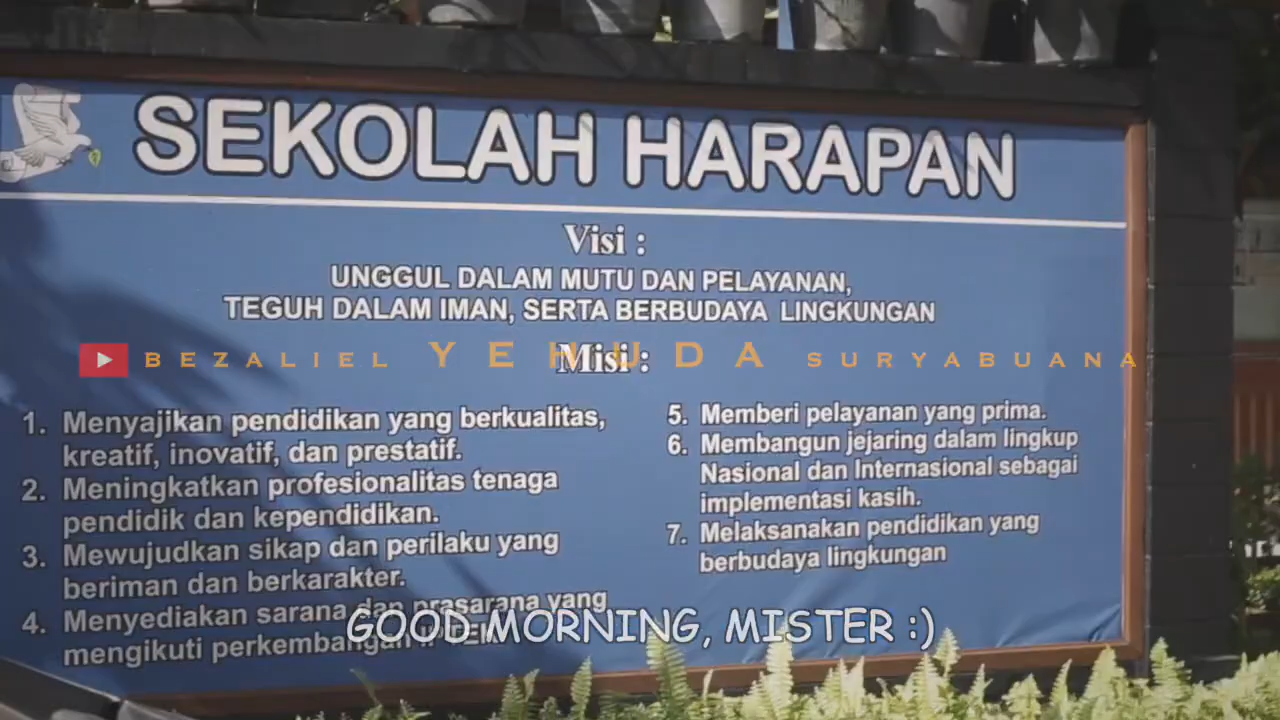 SEKOLAH HARAPAN
Visi :
UNGGUL DALAM MUTU DAN PELAYANAN,
TEGUH DALAM IMAN, SERTA BERBUDAYA LINGKUNGAN
Misi :
BEZALIEL YEHUDA SURYABUANA
1. Menyajikan pendidikan yang berkualitas,
kreatif, inovatif, dan prestatif.
2. Meningkatkan profesionalitas tenaga
pendidik dan kependidikan.
3. Mewujudkan sikap dan perilaku yang
beriman dan berkarakter.
4. Menyediakan sarana dan prasarana yang
mengikuti perkembangan IPTEK
5. Memberi pelayanan yang prima.
6. Membangun jejaring dalam lingkup
Nasional dan Internasional sebagai
implementasi kasih.
7. Melaksanakan pendidikan yang
berbudaya lingkungan
GOOD MORNING, MISTER :)